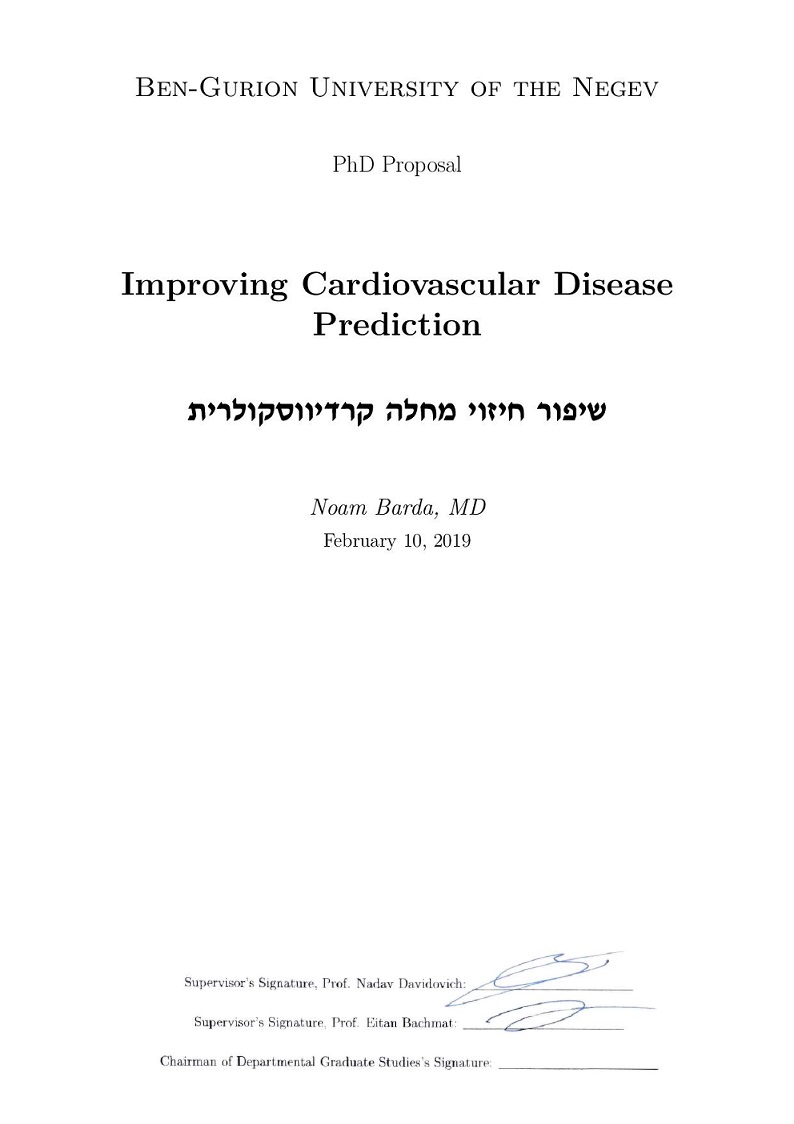 Ben-Gurion University of the Negev
PhD Proposal
Improving Cardiovascular Disease
Prediction
שיפור חיזוי מחלה קרדיווסקולרית
Noam Barda, MD
February 10, 2019
Supervisor's Signature, Prof. Nadav Davidovich:
Supervisor's Signature, Prof. Eitan Bachmat:
Chairman of Departmental Graduate Studies's Signature: